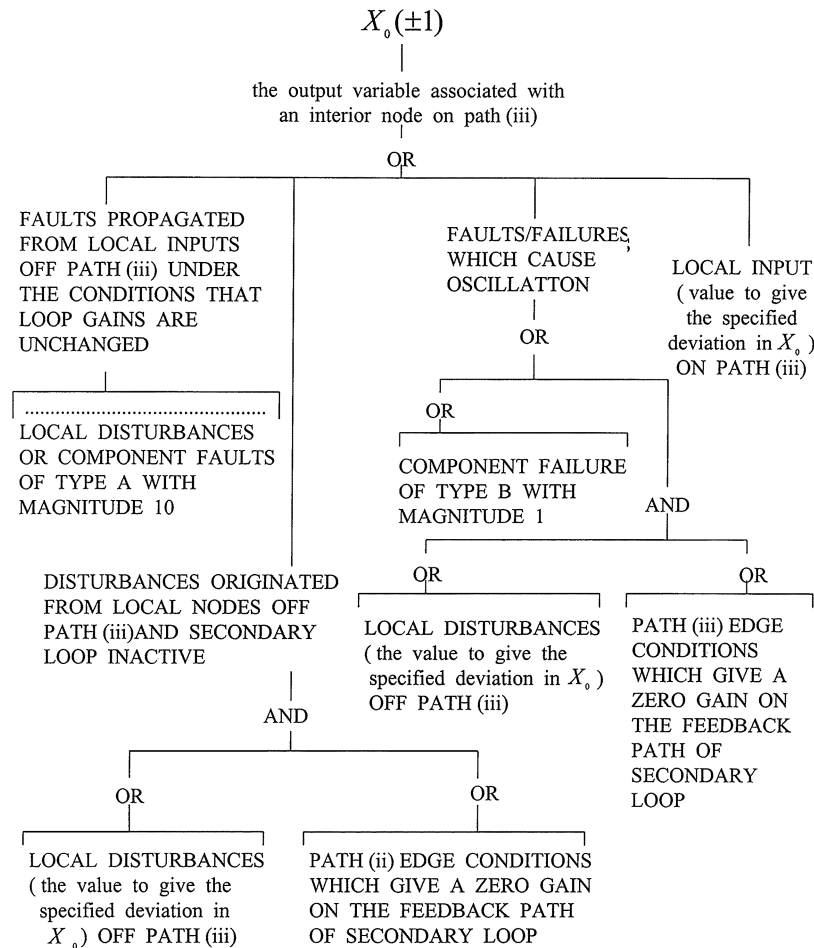 X₀(±1)
the output variable associated with
an interior node on path (iii)
OR
FAULTS PROPAGATED
FROM LOCAL INPUTS
OFF PATH (iii) UNDER
THE CONDITIONS THAT
LOOP GAINS ARE
UNCHANGED
LOCAL DISTURBANCES
OR COMPONENT FAULTS
OF TYPE A WITH
MAGNITUDE 10
FAULTS/FAILURES,
WHICH CAUSE
OSCILLATTON
OR
LOCAL INPUT
( value to give
the specified
deviation in X₀ )
ON PATH (iii)
OR
COMPONENT FAILURE
OF TYPE B WITH
MAGNITUDE 1
AND
OR
LOCAL DISTURBANCES
( the value to give the
specified deviation in X₀ )
OFF PATH (iii)
OR
PATH (iii) EDGE
CONDITIONS
WHICH GIVE A
ZERO GAIN ON
THE FEEDBACK
PATH OF
SECONDARY
LOOP
DISTURBANCES ORIGINATED
FROM LOCAL NODES OFF
PATH (iii)AND SECONDARY
LOOP INACTIVE
AND
OR
LOCAL DISTURBANCES
( the value to give the
specified deviation in
X₀ ) OFF PATH (iii)
OR
PATH (ii) EDGE CONDITIONS
WHICH GIVE A ZERO GAIN
ON THE FEEDBACK PATH
OF SECONDARY LOOP